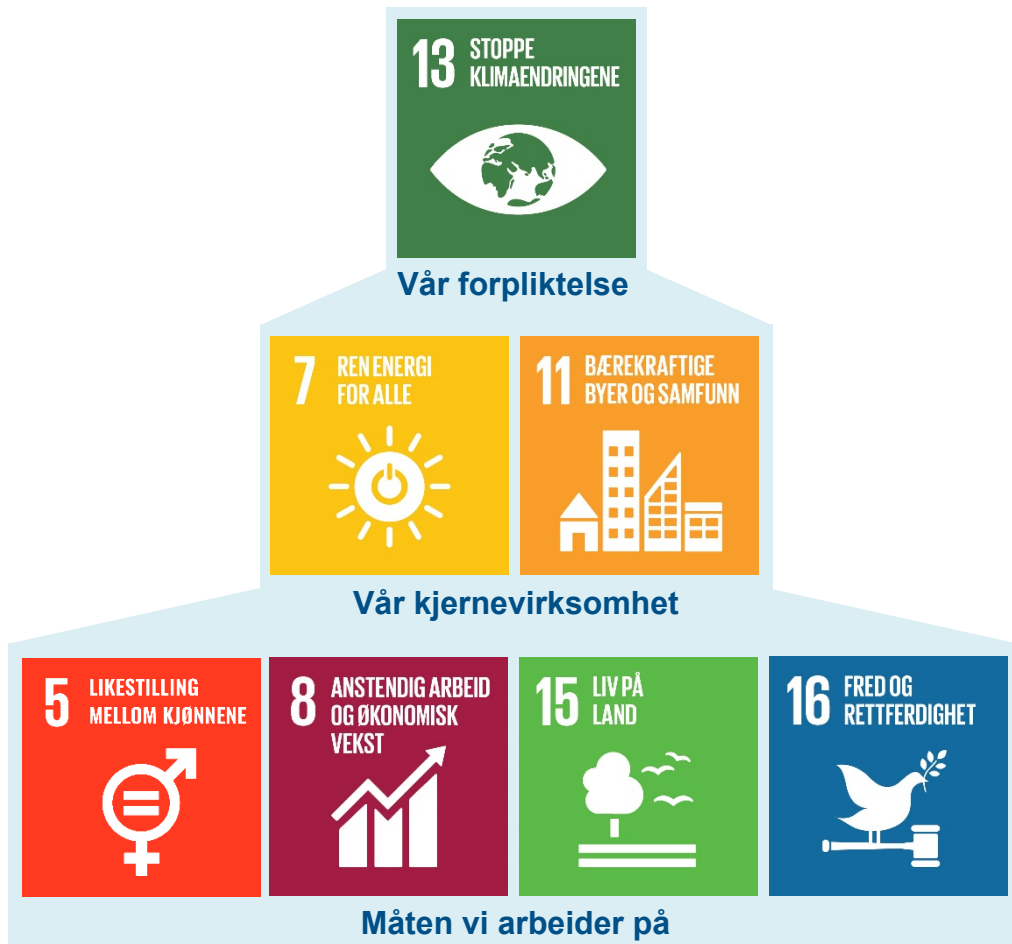 13 STOPPE
KLIMAENDRINGENE
Vår forpliktelse
7 REN ENERGI
FOR ALLE
11 BÆREKRAFTIGE
BYER OG SAMFUNN
Vår kjernevirksomhet
5 LIKESTILLING
MELLOM KJØNNENE
8 ANSTENDIG ARBEID
OG ØKONOMISK
VEKST
15 LIV PÅ
LAND
16 FRED OG
RETTFERDIGHET
Måten vi arbeider på